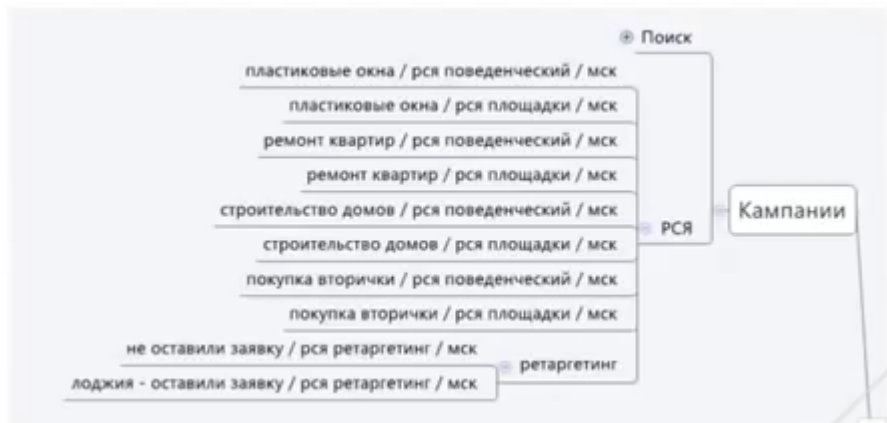 Поиск
пластиковые окна / рся поведенческий / мск
пластиковые окна / рся площадки / мск
ремонт квартир / рся поведенческий / мск
ремонт квартир / рся площадки / мск
строительство домов / рся поведенческий / мск
Кампании
РСЯ
строительство домов / рся площадки / мск
покупка вторички / рся поведенческий / мск
покупка вторички / рся площадки / мск
не оставили заявку / рся ретаргетинг / мск
ретаргетинг
лоджия - оставили заявку / рся ретаргетинг / мск